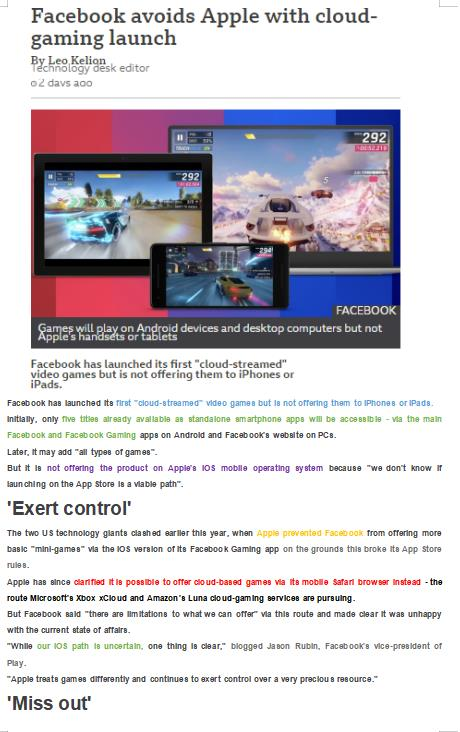 Facebook avoids Apple with cloud-
gaming launch
By Leo Kelion
Technology desk editor
2 days ago
292
292
294
5
FACEBOOK
Games will play on Android devices and desktop computers but not
Apple's handsets or tablets
Facebook has launched its first "cloud-streamed"
video games but is not offering them to iPhones or
iPads.
Facebook has launched its first "cloud-streamed" video games but is not offering them to iPhones or iPads.
Initially, only five titles already available as standalone smartphone apps will be accessible - via the main
Facebook and Facebook Gaming apps on Android and Facebook's website on PCs.
Later, it may add "all types of games".
But it is not offering the product on Apple's iOS mobile operating system because "we don't know if
launching on the App Store is a viable path".
'Exert control'
The two US technology giants clashed earlier this year, when Apple prevented Facebook from offering more
basic "mini-games" via the iOS version of its Facebook Gaming app on the grounds this broke its App Store
rules.
Apple has since clarified it is possible to offer cloud-based games via its mobile Safari browser instead - the
route Microsoft's Xbox xCloud and Amazon's Luna cloud-gaming services are pursuing.
But Facebook said "there are limitations to what we can offer" via this route and made clear it was unhappy
with the current state of affairs.
"While our iOS path is uncertain, one thing is clear," blogged Jason Rubin, Facebook's vice-president of
Play.
"Apple treats games differently and continues to exert control over a very precious resource."
'Miss out'